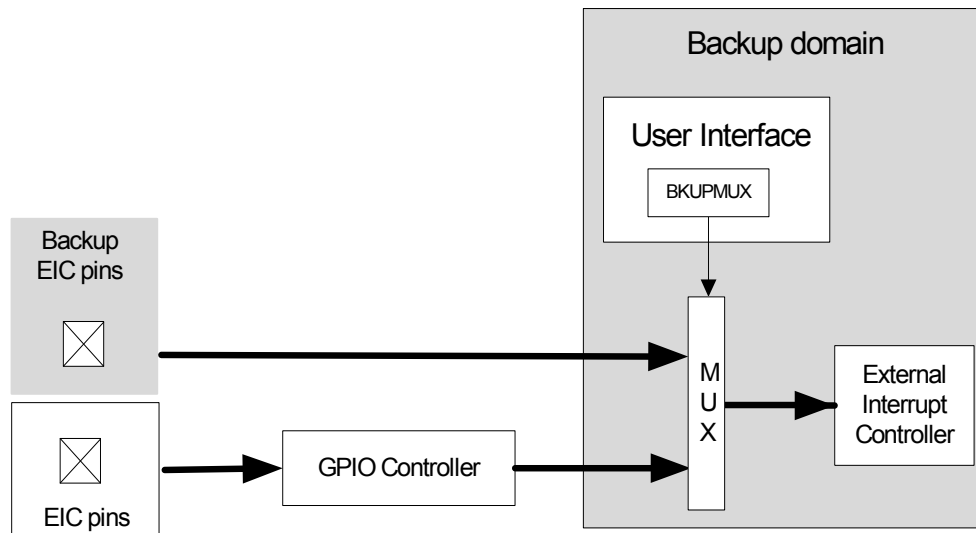 Backup domain
User Interface
BKUPMUX
Backup
EIC pins
M
U
X
External
Interrupt
Controller
GPIO Controller
EIC pins